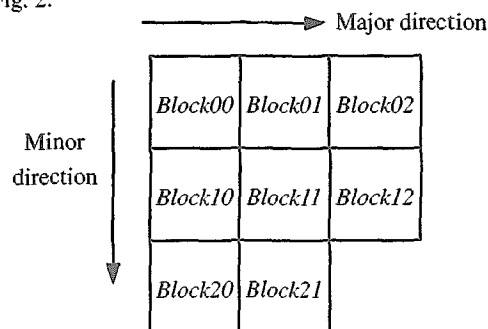 Fig. 2.
Major direction
Block00 Block01 Block02
Minor
direction
Block10 Block11 Block12
Block20 Block21